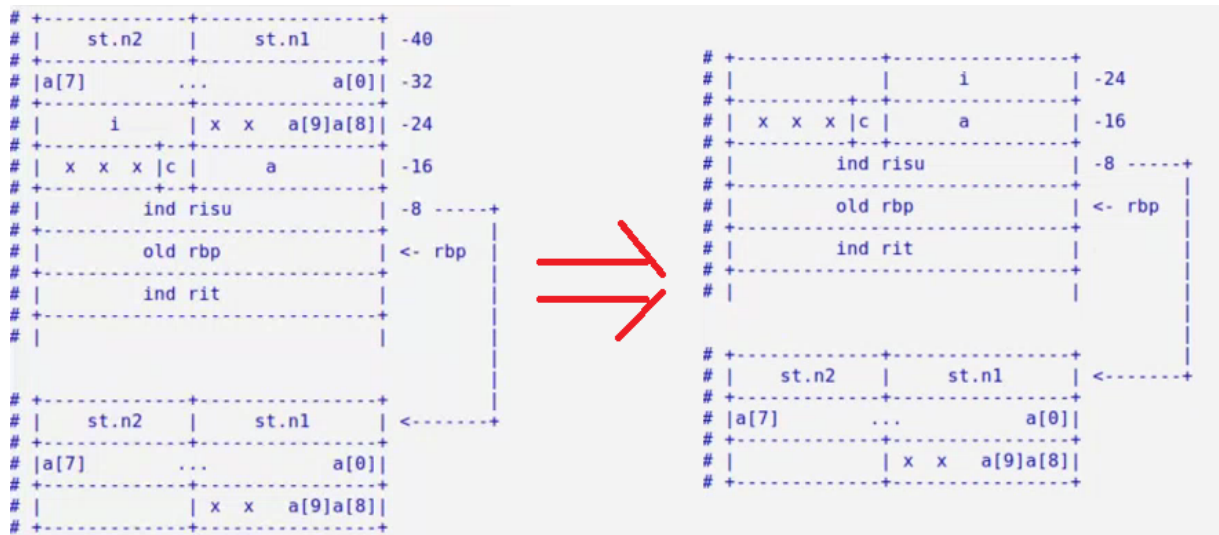 # +-------------+----------------+
# |    st.n2    |     st.n1      | -40
# +-------------+----------------+
# |a[7]        ...           a[0]| -32
# +-------------+----------------+
# |      i      | x  x   a[9]a[8]| -24
# +----------+--+----------------+
# |  x  x  x |c |      a         | -16
# +----------+--+----------------+
# |         ind risu             | -8 -----+
# +------------------------------+         |
# |         old rbp              | <- rbp  |
# +------------------------------+         |
# |         ind rit              |         |
# +------------------------------+         |
# |                              |         |
# +-------------+----------------+         |
# |    st.n2    |     st.n1      | <-------+
# +-------------+----------------+
# |a[7]        ...           a[0]|
# +-------------+----------------+
# |             | x  x   a[9]a[8]|
# +-------------+----------------+
# +-------------+----------------+
# |             |      i         | -24
# +----------+--+----------------+
# |  x  x  x |c |      a         | -16
# +----------+--+----------------+
# |         ind risu             | -8 -----+
# +------------------------------+         |
# |         old rbp              | <- rbp  |
# +------------------------------+         |
# |         ind rit              |         |
# +------------------------------+         |
# |                              |         |
# +-------------+----------------+         |
# |    st.n2    |     st.n1      | <-------+
# +-------------+----------------+
# |a[7]        ...           a[0]|
# +-------------+----------------+
# |             | x  x   a[9]a[8]|
# +-------------+----------------+